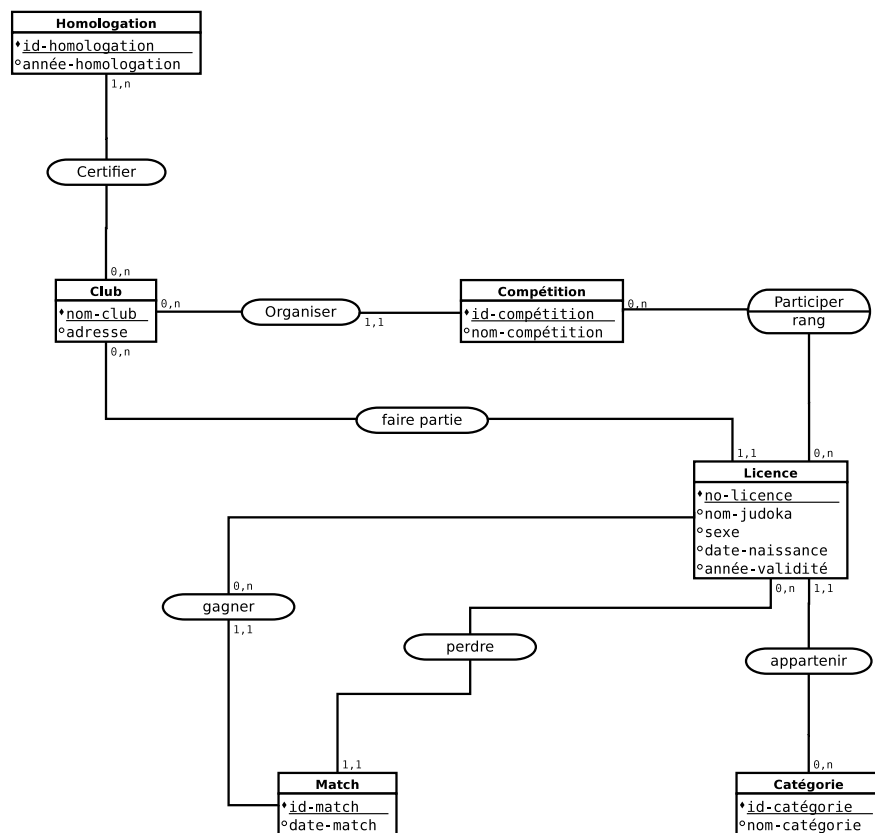 Homologation
id-homologation
année-homologation
1,n
Certifier
0,n
Club
nom-club
adresse
0,n
Organiser
1,1
Compétition
id-compétition
nom-compétition
0,n
Participer
rang
0,n
faire partie
1,1
0,n
Licence
no-licence
nom-judoka
sexe
date-naissance
année-validité
0,n
gagner
1,1
0,n
1,1
perdre
appartenir
1,1
0,n
Match
id-match
date-match
Catégorie
id-catégorie
nom-catégorie